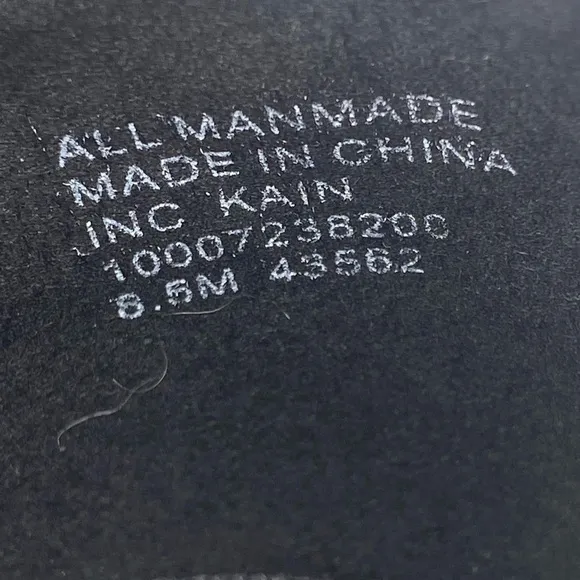 ALL MANMADE
MADE IN CHINA
INC KAIN
10007238200
8.5M 43562